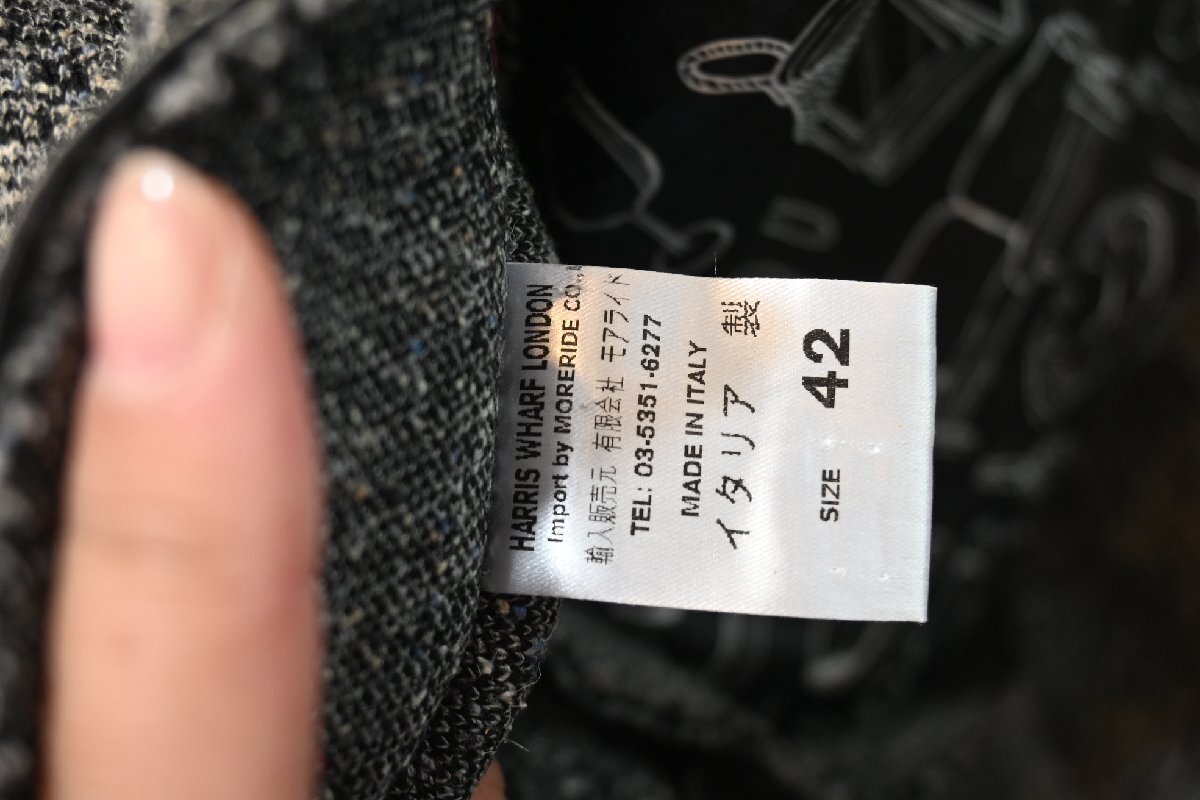 HARRIS WHARF LONDON
Import by MORERIDE CO.,
輸入販売元 有限会社 モアライド
TEL: 03-5351-6277
MADE IN ITALY
イタリア 製
SIZE 42